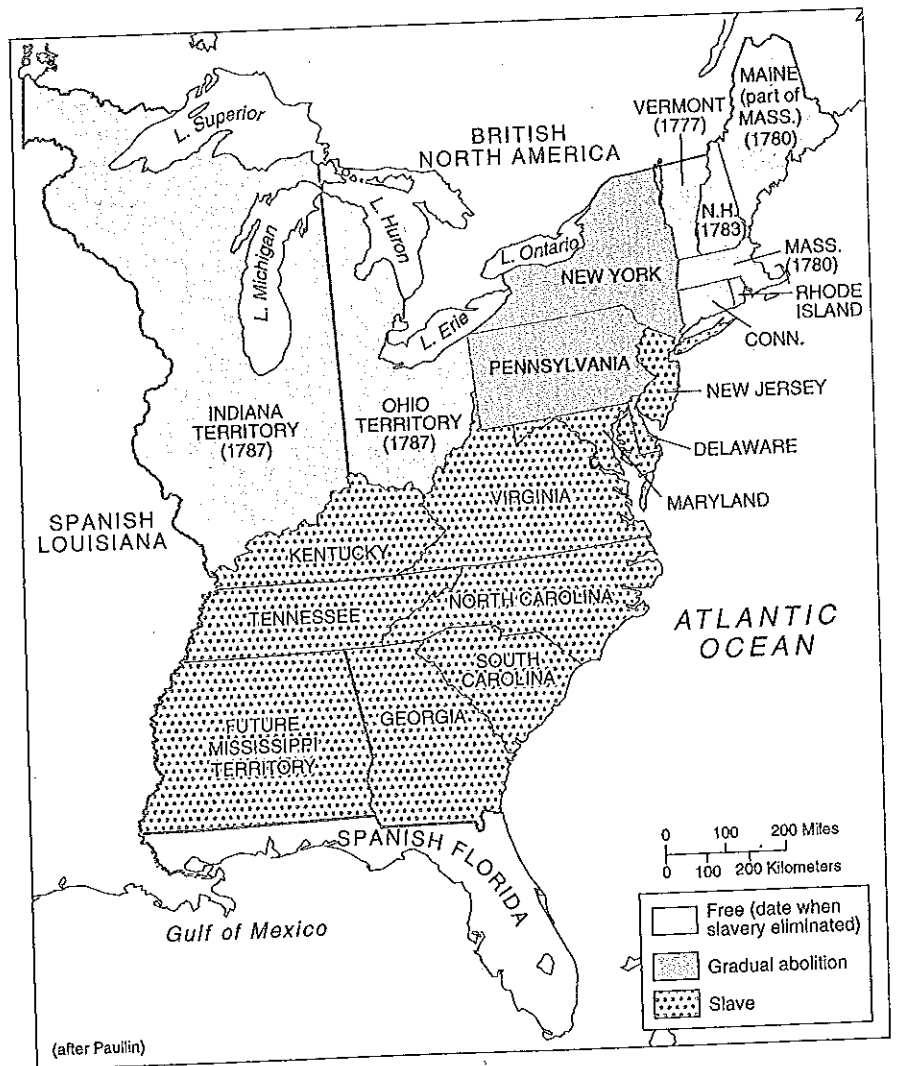 L. Superior
BRITISH
NORTH AMERICA
VERMONT
(1777)
MAINE
(part of
MASS.)
(1780)
N.H.
(1783)
L. Michigan
L. Huron
L. Ontario
L. Erie
NEW YORK
MASS.
(1780)
RHODE
ISLAND
CONN.
PENNSYLVANIA
NEW JERSEY
INDIANA
TERRITORY
(1787)
OHIO
TERRITORY
(1787)
DELAWARE
MARYLAND
VIRGINIA
SPANISH
LOUISIANA
KENTUCKY
TENNESSEE
NORTH CAROLINA
ATLANTIC
OCEAN
SOUTH
CAROLINA
GEORGIA
FUTURE
MISSISSIPPI
TERRITORY
SPANISH FLORIDA
Gulf of Mexico
0 100 200 Miles
0 100 200 Kilometers
Free (date when
slavery eliminated)
Gradual abolition
Slave
(after Paullin)